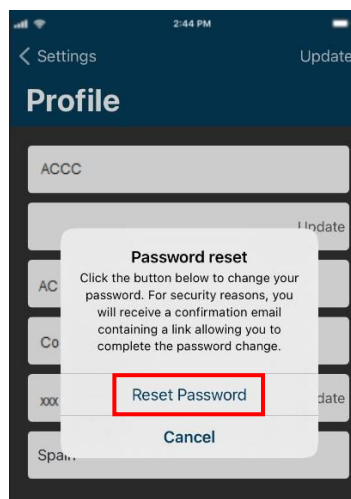 2:44 PM
Settings
Update
Profile
ACCC
Update
Password reset
Click the button below to change your
password. For security reasons, you
will receive a confirmation email
containing a link allowing you to
complete the password change.
AC
Co
xxx
Reset Password
date
Cancel
Spain